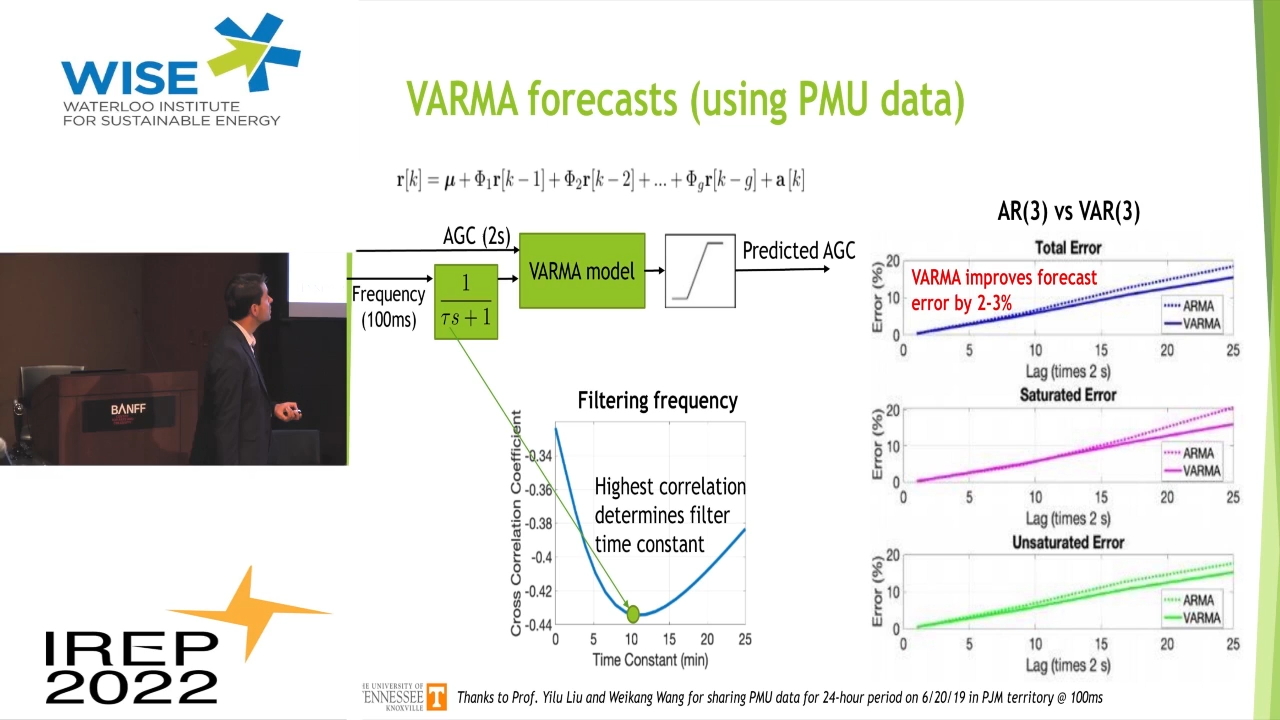 WISE
WATERLOO INSTITUTE
FOR SUSTAINABLE ENERGY
VARMA forecasts (using PMU data)
r[k] = μ + Φ₁r[k − 1] + Φ₂r[k − 2] + ... + Φ_g r[k − g] + a[k]
AGC (2s)
Frequency
(100ms)
1
τs + 1
VARMA model
Predicted AGC
AR(3) vs VAR(3)
Total Error
VARMA improves forecast
error by 2-3%
Error (%)
20
10
0
ARMA
VARMA
0 5 10 15 20 25
Lag (times 2 s)
Saturated Error
Error (%)
20
10
0
ARMA
VARMA
0 5 10 15 20 25
Lag (times 2 s)
Unsaturated Error
Error (%)
20
10
0
ARMA
VARMA
0 5 10 15 20 25
Lag (times 2 s)
Filtering frequency
Cross Correlation Coefficient
-0.34
-0.36
-0.38
-0.4
-0.42
-0.44
Highest correlation
determines filter
time constant
0 5 10 15 20 25
Time Constant (min)
BANFF
IREP
2022
HE UNIVERSITY OF
TENNESSEE
KNOXVILLE
T
Thanks to Prof. Yilu Liu and Weikang Wang for sharing PMU data for 24-hour period on 6/20/19 in PJM territory @ 100ms